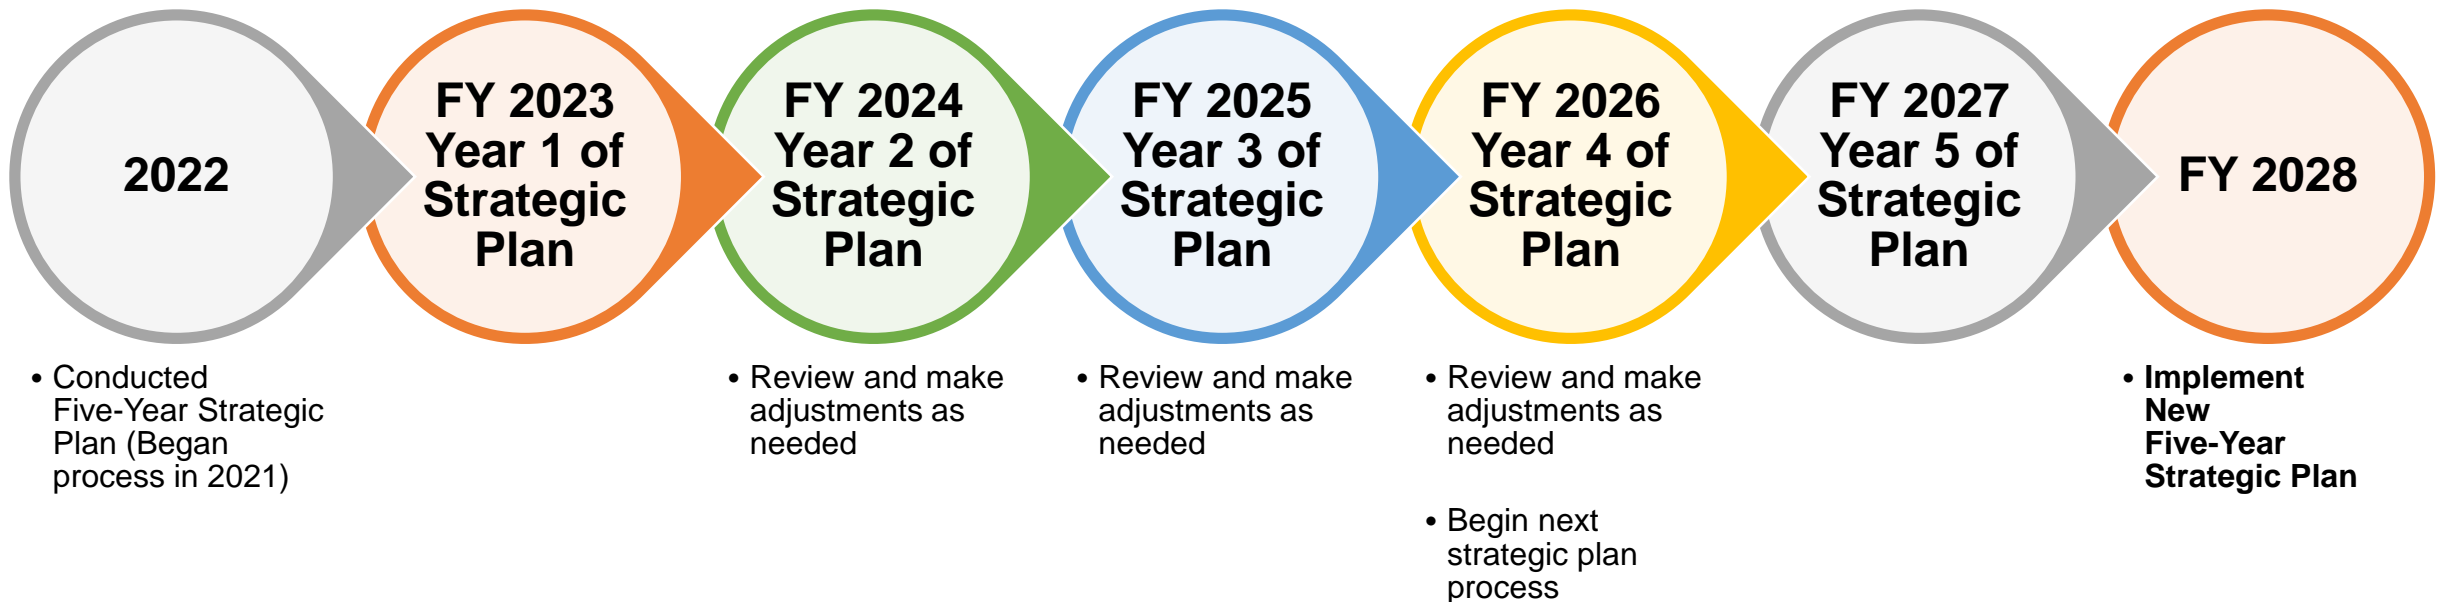 2022
FY 2023
Year 1 of
Strategic
Plan
FY 2024
Year 2 of
Strategic
Plan
FY 2025
Year 3 of
Strategic
Plan
FY 2026
Year 4 of
Strategic
Plan
FY 2027
Year 5 of
Strategic
Plan
FY 2028
• Conducted
Five-Year Strategic
Plan (Began
process in 2021)
• Review and make
adjustments as
needed
• Review and make
adjustments as
needed
• Review and make
adjustments as
needed
• Begin next
strategic plan
process
• Implement
New
Five-Year
Strategic Plan